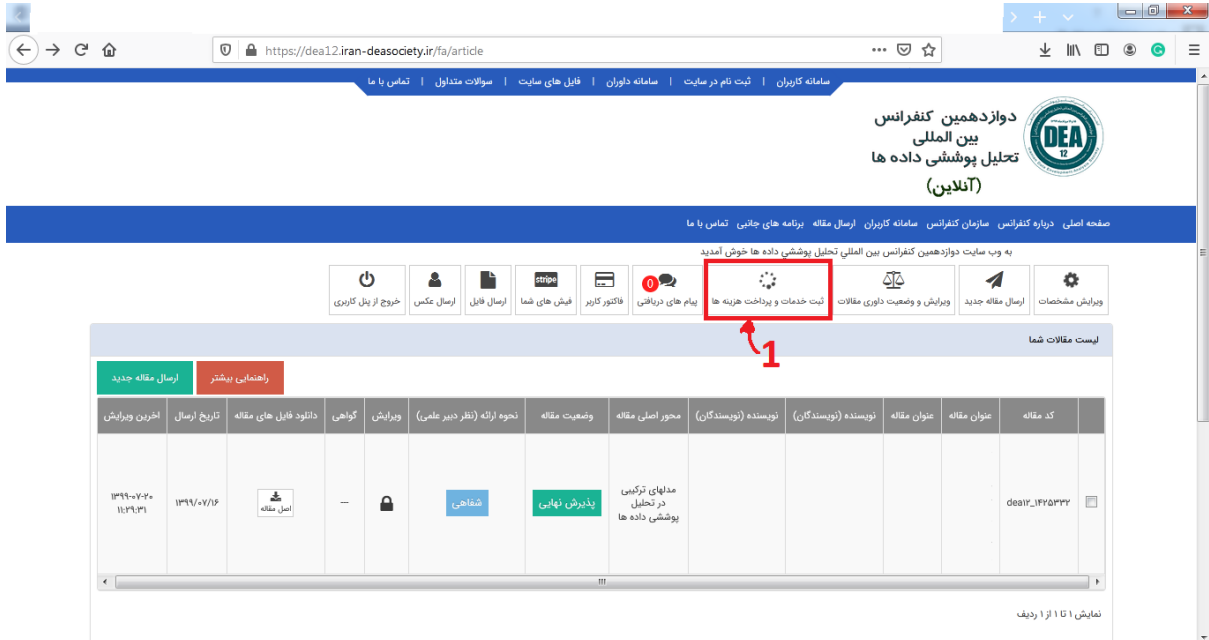 https://dea12.iran-deasociety.ir/fa/article
سامانه کاربران | ثبت نام در سایت | سامانه داوران | فایل های سایت | سوالات متداول | تماس با ما
دوازدهمین کنفرانس
بین المللی
تحلیل پوششی داده ها
(آنلاین)
DEA
12
صفحه اصلی درباره کنفرانس سازمان کنفرانس سامانه کاربران ارسال مقاله برنامه های جانبی تماس با ما
به وب سایت دوازدهمین کنفرانس بین المللي تحلیل پوششي داده ها خوش آمدید
ویرایش مشخصات
ارسال مقاله جدید
ویرایش و وضعیت داوری مقالات
ثبت خدمات و پرداخت هزینه ها
0
پیام های دریافتی
فاکتور کاربر
stripe
فیش های شما
ارسال فایل
ارسال عکس
خروج از پنل کاربری
1
لیست مقالات شما
راهنمایی بیشتر
ارسال مقاله جدید
کد مقاله عنوان مقاله عنوان مقاله نویسنده (نویسندگان) نویسنده (نویسندگان) محور اصلی مقاله وضعیت مقاله نحوه ارائه (نظر دبیر علمی) ویرایش گواهی دانلود فایل های مقاله تاریخ ارسال اخرین ویرایش
dea۱۲_۱۴۲۵۳۳۲
مدلهای ترکیبی
در تحلیل
پوششی داده ها
پذیرش نهایی
شفاهی
---
اصل مقاله
۱۳۹۹/۰۷/۱۶
۱۳۹۹-۰۷-۲۰
۱۱:۲۹:۳۱
نمایش ۱ تا ۱ از ۱ ردیف